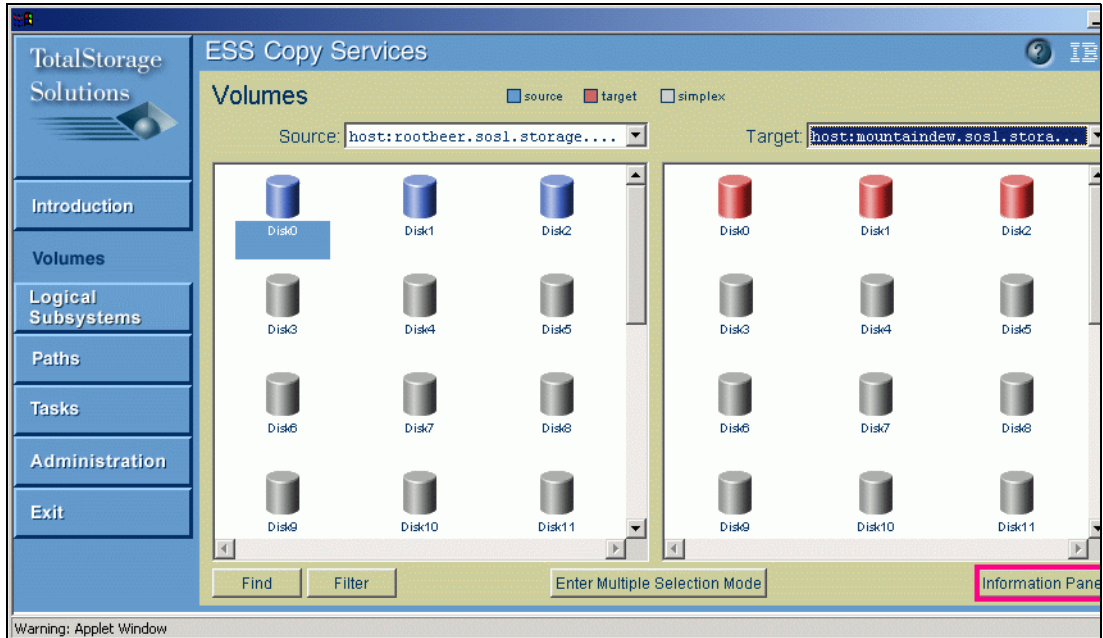 TotalStorage
Solutions
ESS Copy Services
?
Volumes
source target simplex
Source: host:rootbeer.sosl.storage....
Target: host:mountaindew.sosl.stora...
Introduction
Volumes
Logical
Subsystems
Paths
Tasks
Administration
Exit
Disk0 Disk1 Disk2
Disk3 Disk4 Disk5
Disk6 Disk7 Disk8
Disk9 Disk10 Disk11
Disk0 Disk1 Disk2
Disk3 Disk4 Disk5
Disk6 Disk7 Disk8
Disk9 Disk10 Disk11
Find Filter Enter Multiple Selection Mode Information Pane
Warning: Applet Window